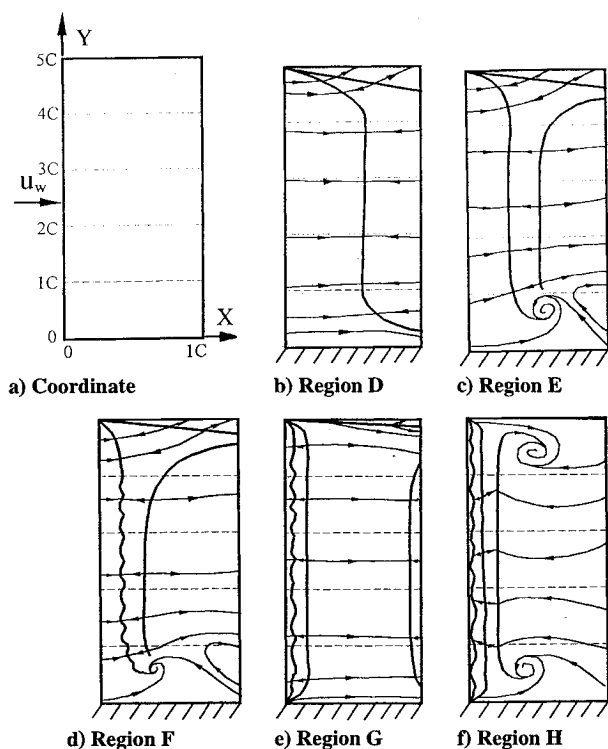 Y
5C
4C
3C
u_w
2C
1C
X
0
0
1C
a) Coordinate
b) Region D
c) Region E
d) Region F
e) Region G
f) Region H